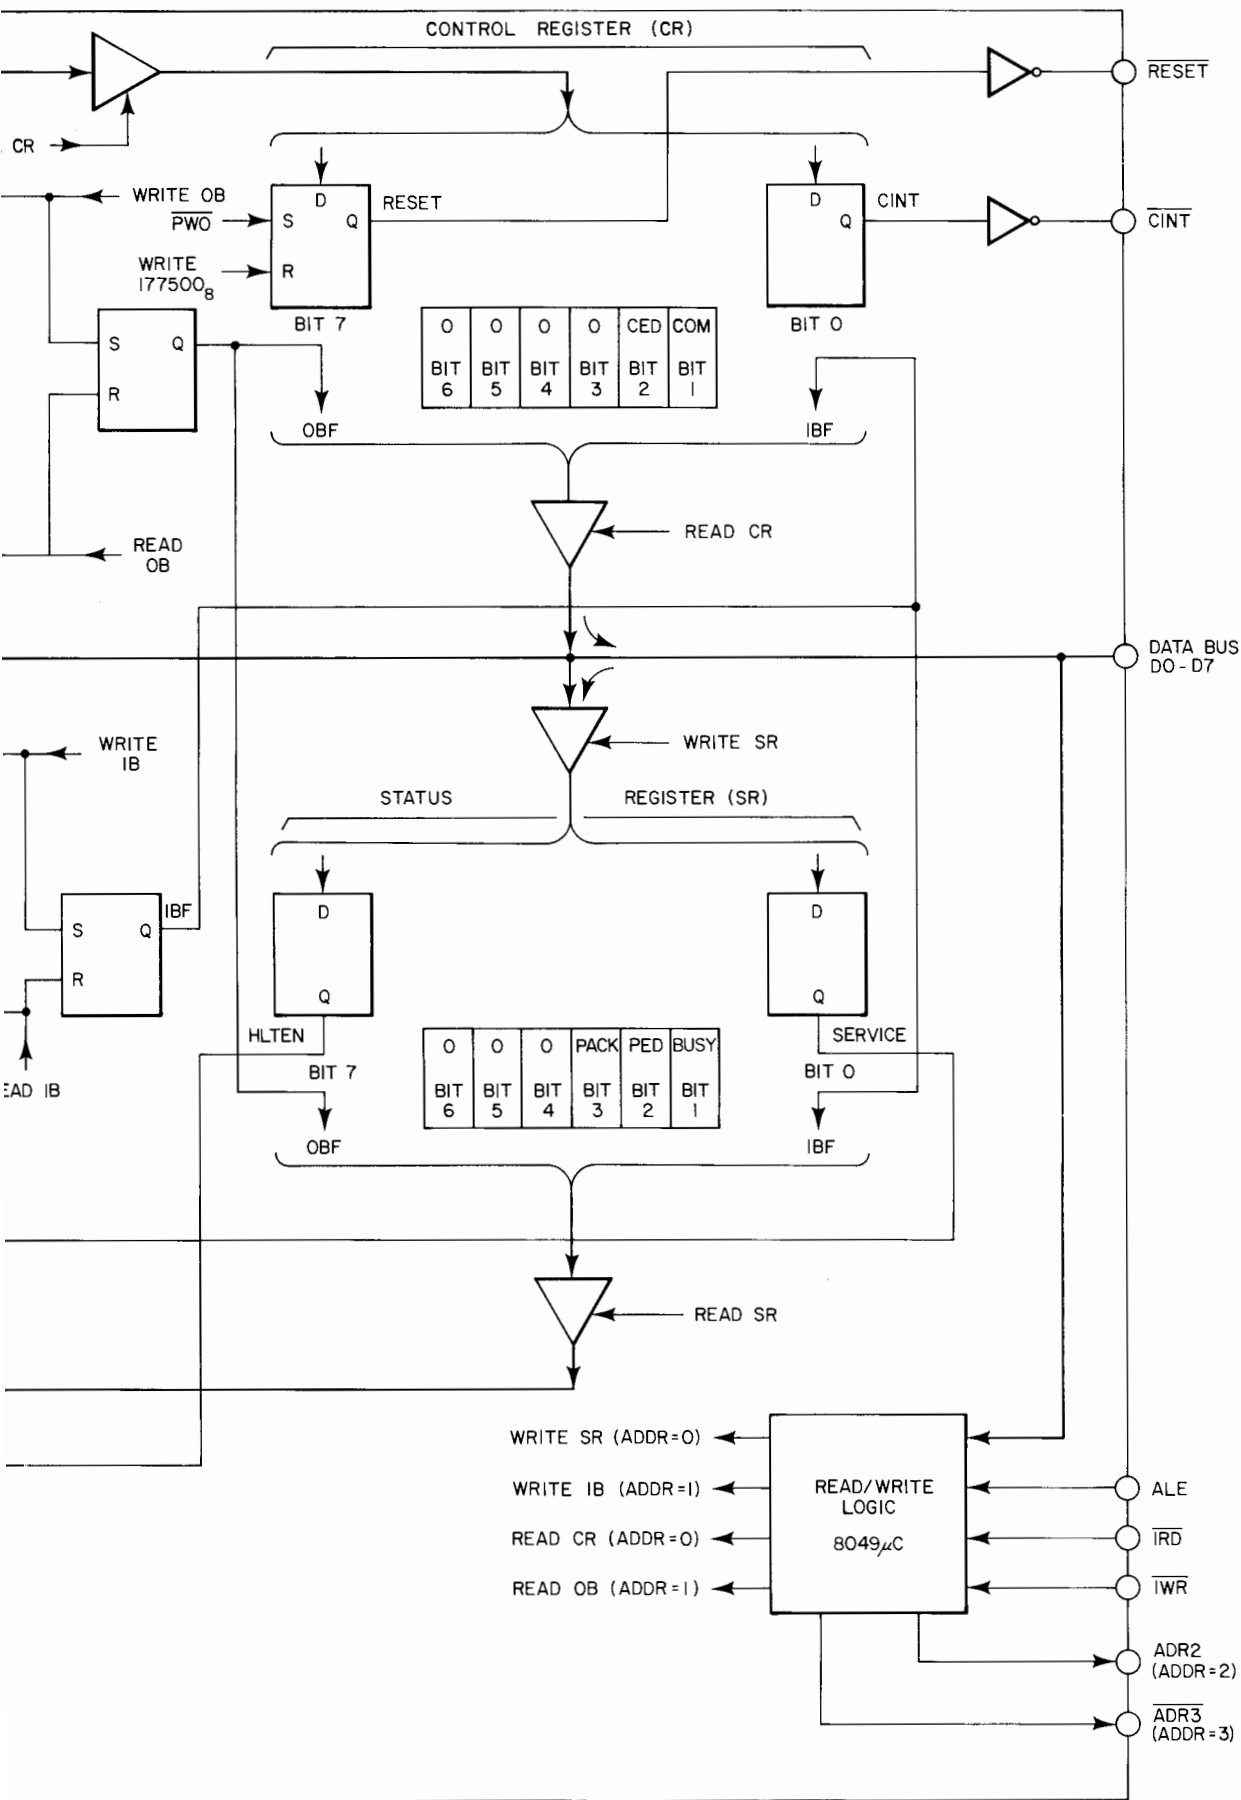 CONTROL REGISTER (CR)
RESET
CR
WRITE OB
D
RESET
D
CINT
PWO
S
Q
Q
CINT
WRITE
1775008
R
BIT 7
BIT 0
S
Q
R
0 0 0 0 CED COM
BIT BIT BIT BIT BIT BIT
6 5 4 3 2 1
OBF
IBF
READ CR
READ
OB
DATA BUS
D0-D7
WRITE
IB
WRITE SR
STATUS REGISTER (SR)
IBF
S
Q
R
D
D
Q
Q
HLTEN
SERVICE
BIT 7
BIT 0
0 0 0 PACK PED BUSY
BIT BIT BIT BIT BIT BIT
6 5 4 3 2 1
EAD IB
OBF
IBF
READ SR
WRITE SR (ADDR=0)
WRITE IB (ADDR=1)
READ CR (ADDR=0)
READ OB (ADDR=1)
READ/WRITE
LOGIC
8049μC
ALE
IRD
IWR
ADR2
(ADDR=2)
ADR3
(ADDR=3)